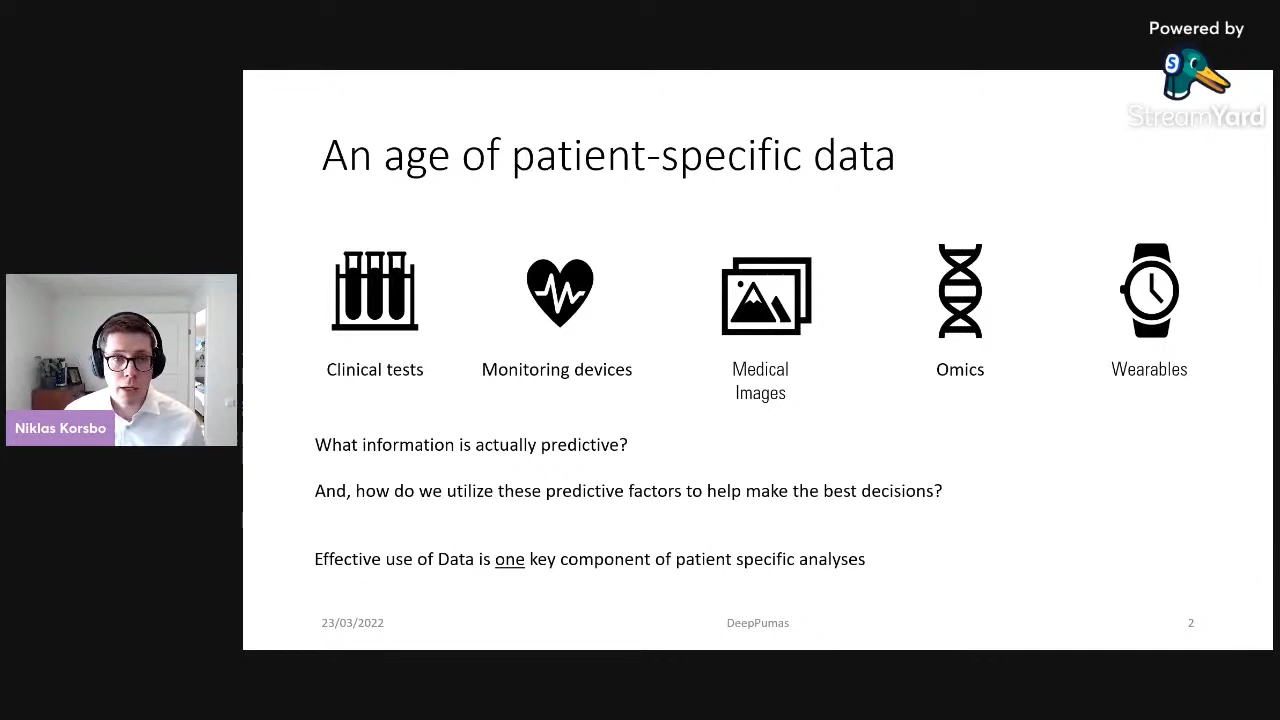 Powered by
S
StreamYard
An age of patient-specific data
Clinical tests
Monitoring devices
Medical
Images
Omics
Wearables
What information is actually predictive?
And, how do we utilize these predictive factors to help make the best decisions?
Effective use of Data is one key component of patient specific analyses
23/03/2022
DeepPumas
2
Niklas Korsbo